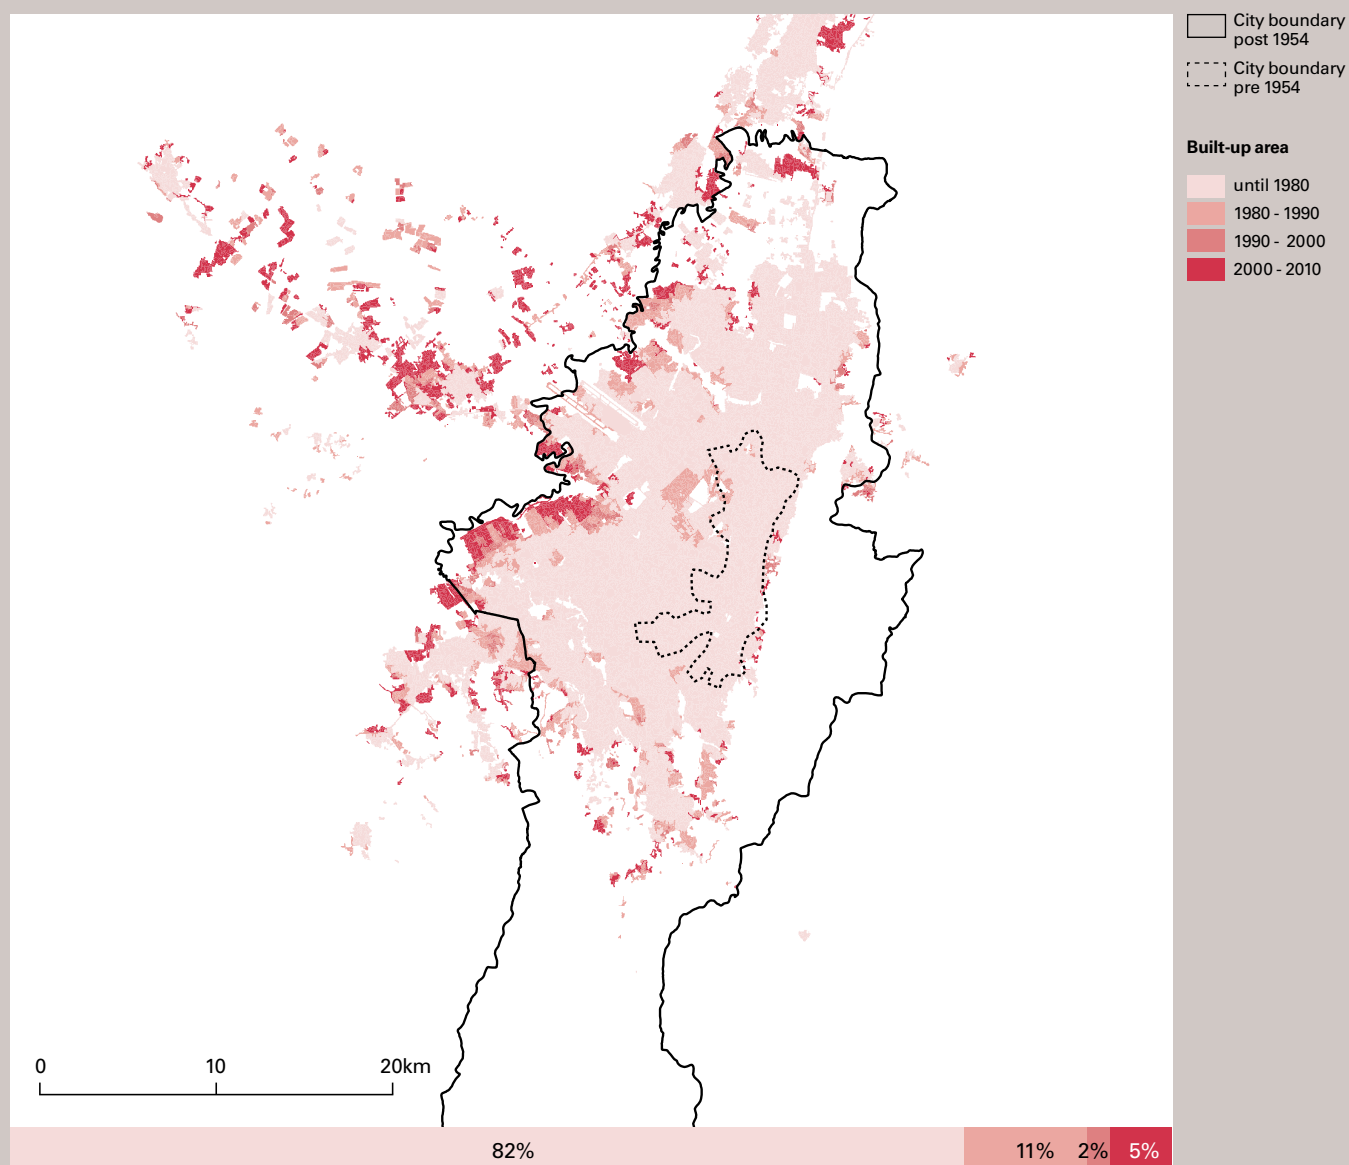 City boundary
post 1954
City boundary
pre 1954
Built-up area
until 1980
1980 - 1990
1990 - 2000
2000 - 2010
0 10 20km
82% 11% 2% 5%